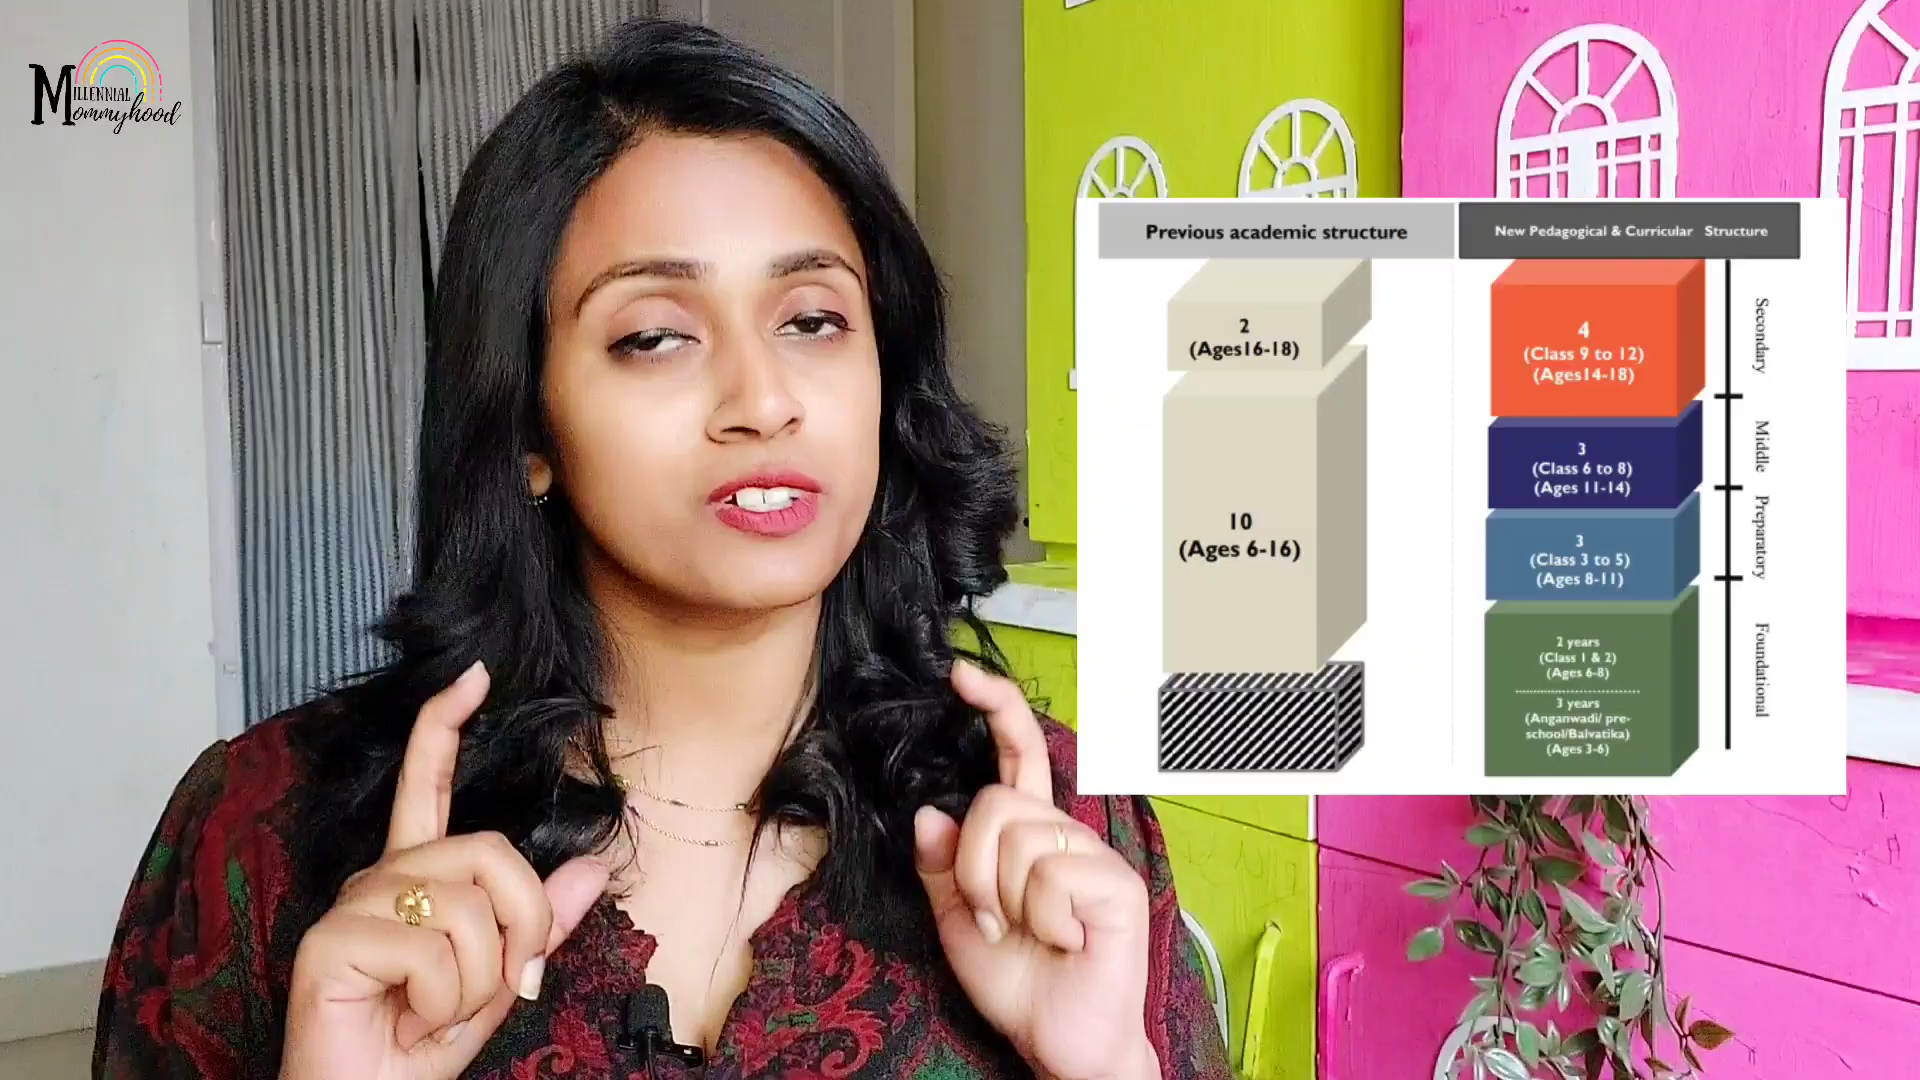 MILLENNIAL
Mommyhood
Previous academic structure
2
(Ages16-18)
10
(Ages 6-16)
New Pedagogical & Curricular Structure
4
(Class 9 to 12)
(Ages14-18)
3
(Class 6 to 8)
(Ages 11-14)
3
(Class 3 to 5)
(Ages 8-11)
2 years
(Class 1 & 2)
(Ages 6-8)
3 years
(Anganwadi/ pre-
school/Balvatika)
(Ages 3-6)
Secondary
Middle
Preparatory
Foundational